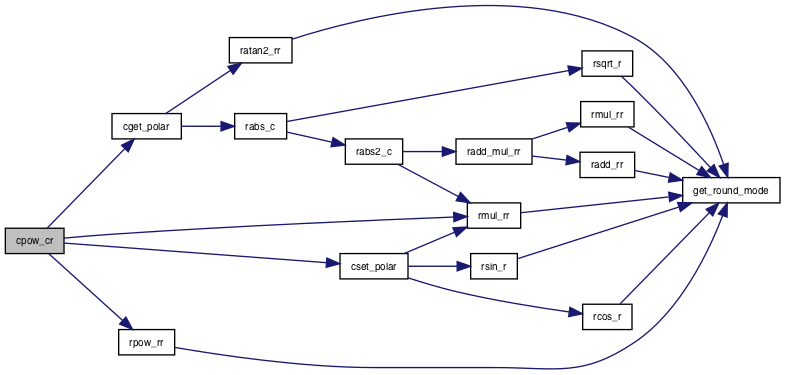 ratan2_rr
rsqrt_r
rmul_rr
cget_polar
rabs_c
rabs2_c
radd_mul_rr
radd_rr
get_round_mode
rmul_rr
cpow_cr
cset_polar
rsin_r
rcos_r
rpow_rr